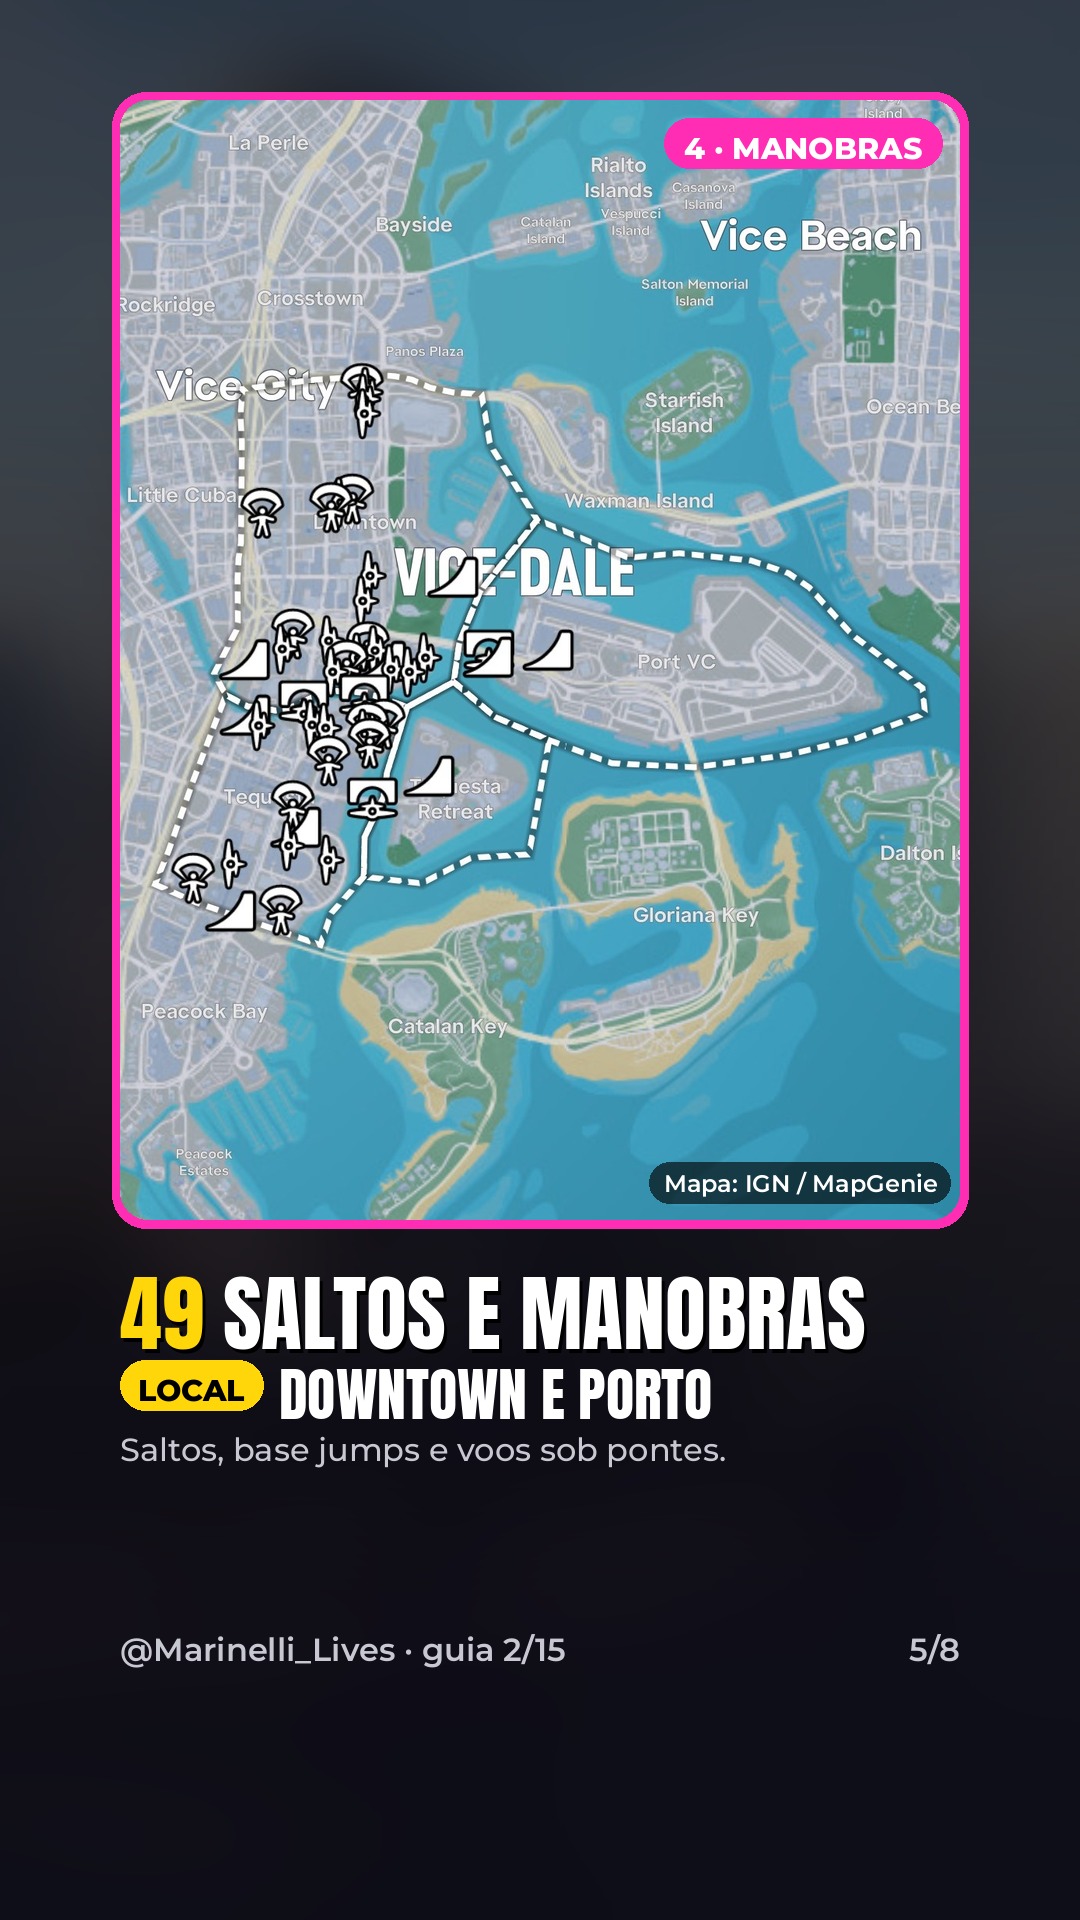 La Perle
4 · MANOBRAS
Rialto
Islands
Casanova
Island
Island
Vespucci
Island
Catalan
Island
Bayside
Vice Beach
Salton Memorial
Island
Rockridge
Crosstown
Panos Plaza
Vice City
Starfish
Island
Ocean Be
Little Cuba
Waxman Island
VICE-DALE
Port VC
Retreat
Dalton Is
Gloriana Key
Peacock Bay
Catalan Key
Peacock
Estates
Mapa: IGN / MapGenie
49 SALTOS E MANOBRAS
LOCAL DOWNTOWN E PORTO
Saltos, base jumps e voos sob pontes.
@Marinelli_Lives · guia 2/15
5/8